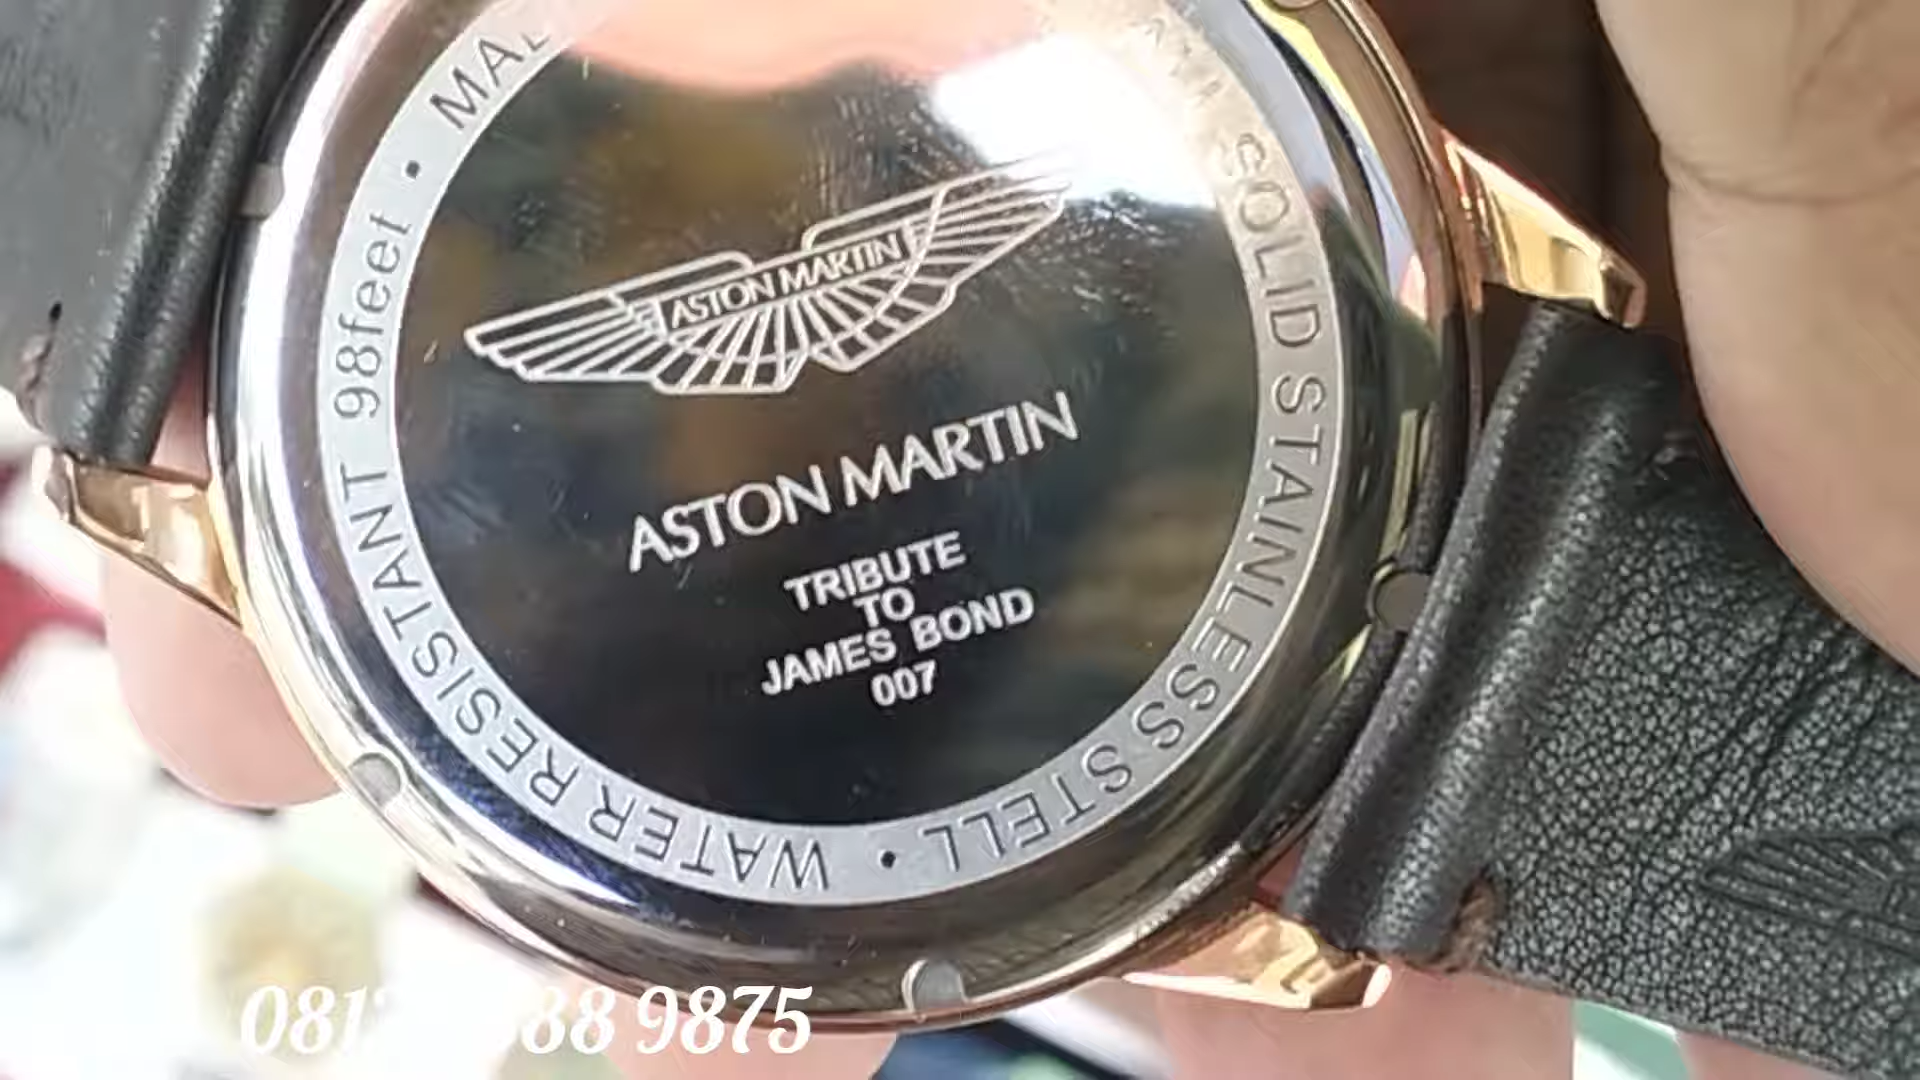 ASTON MARTIN
ASTON MARTIN
TRIBUTE
TO
JAMES BOND
007
SOLID STAINLESS STELL • WATER RESISTANT 98feet •
9875